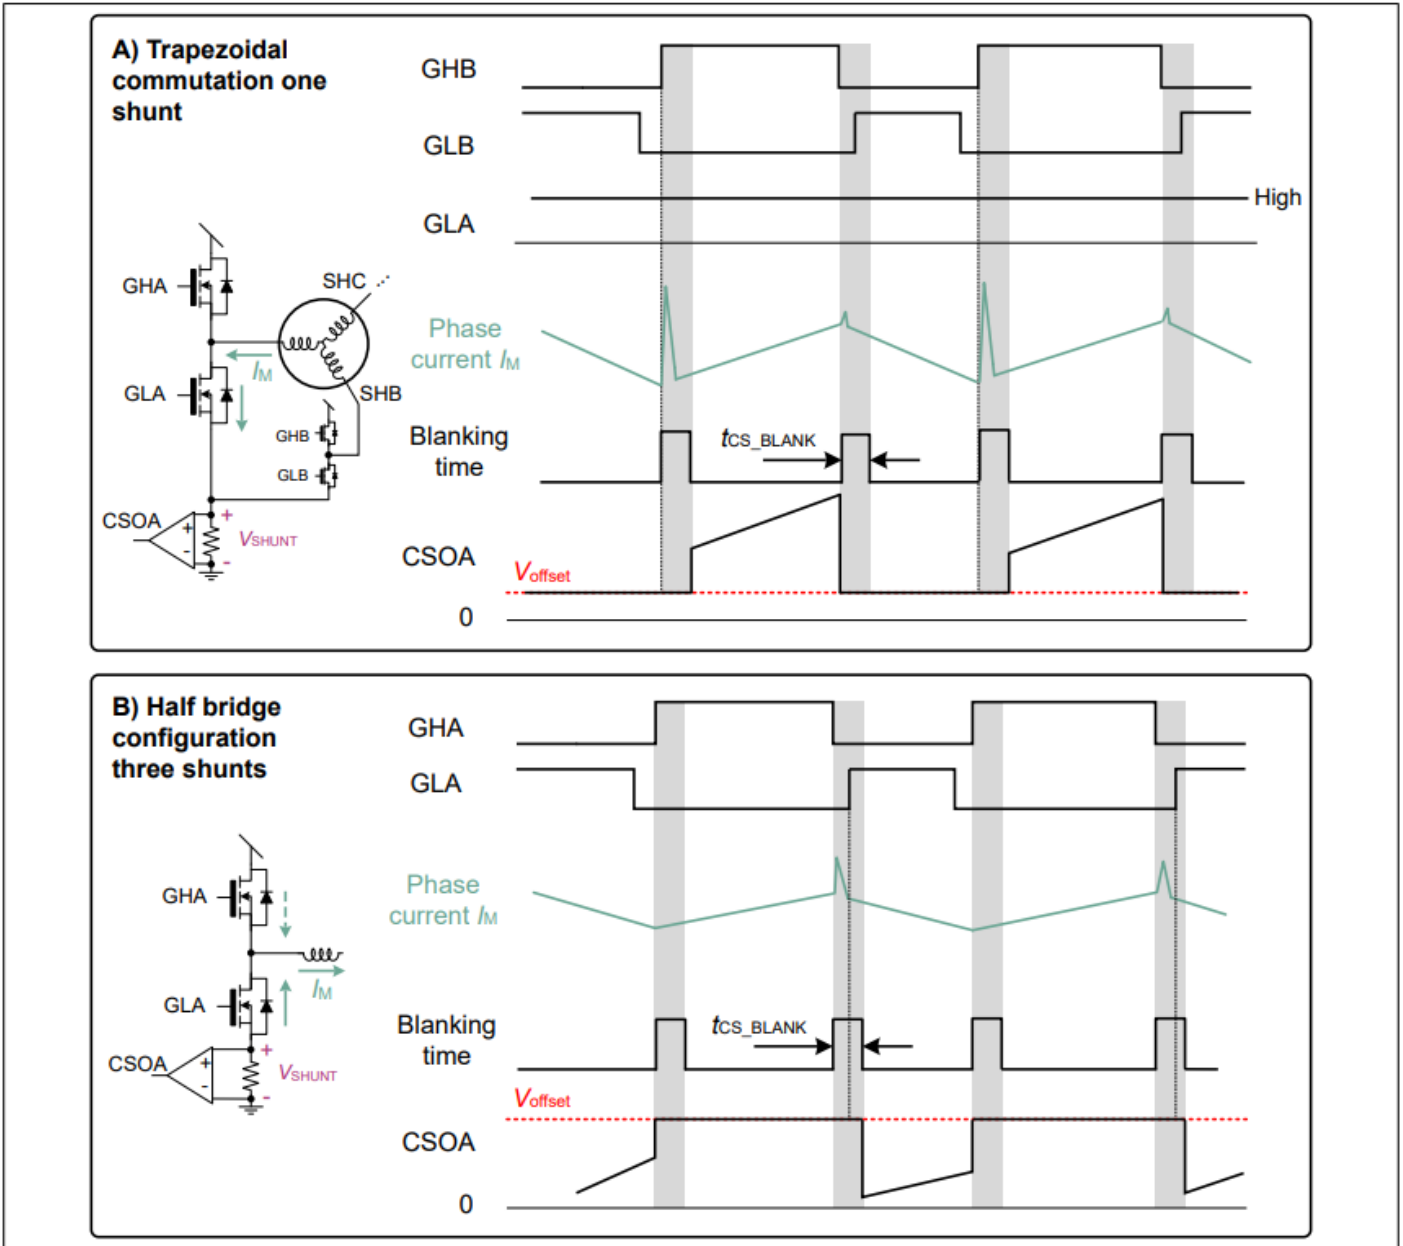 A) Trapezoidal
commutation one
shunt
GHB
GLB
GLA
High
GHA
SHC
IM
GLA
SHB
GHB
GLB
CSOA
+
-
+
VSHUNT
-
Phase
current IM
Blanking
time
tCS_BLANK
CSOA
Voffset
0
B) Half bridge
configuration
three shunts
GHA
GLA
GHA
IM
GLA
CSOA
+
-
+
VSHUNT
-
Phase
current IM
Blanking
time
tCS_BLANK
Voffset
CSOA
0